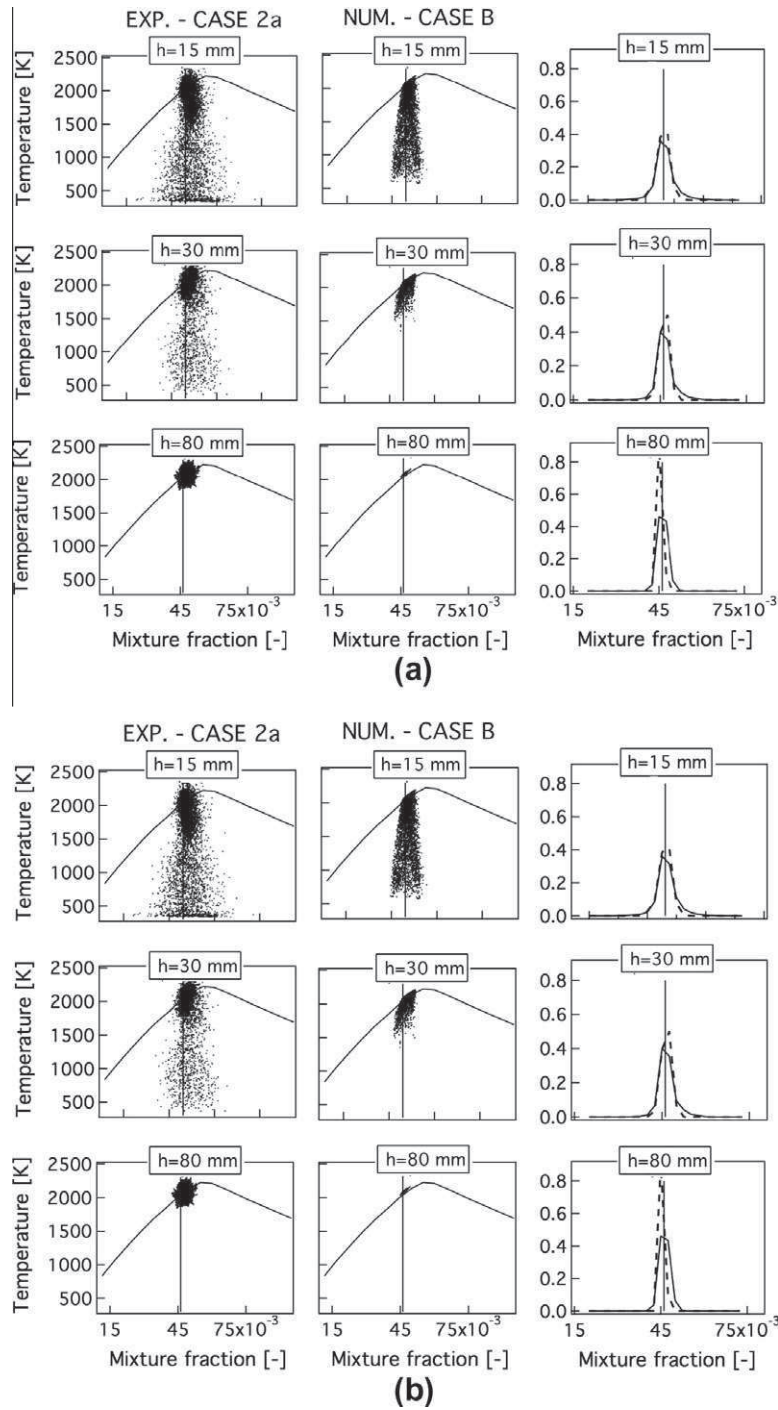 EXP. - CASE 2a
NUM. - CASE B
h=15 mm
h=15 mm
h=15 mm
Temperature [K]
2500
2000
1500
1000
500
0.8
0.6
0.4
0.2
0.0
h=30 mm
h=30 mm
h=30 mm
Temperature [K]
2500
2000
1500
1000
500
0.8
0.6
0.4
0.2
0.0
h=80 mm
h=80 mm
h=80 mm
Temperature [K]
2500
2000
1500
1000
500
0.8
0.6
0.4
0.2
0.0
15 45 75x10-3
15 45 75x10-3
15 45 75x10-3
Mixture fraction [-]
Mixture fraction [-]
Mixture fraction [-]
(a)
EXP. - CASE 2a
NUM. - CASE B
h=15 mm
h=15 mm
h=15 mm
Temperature [K]
2500
2000
1500
1000
500
0.8
0.6
0.4
0.2
0.0
h=30 mm
h=30 mm
h=30 mm
Temperature [K]
2500
2000
1500
1000
500
0.8
0.6
0.4
0.2
0.0
h=80 mm
h=80 mm
h=80 mm
Temperature [K]
2500
2000
1500
1000
500
0.8
0.6
0.4
0.2
0.0
15 45 75x10-3
15 45 75x10-3
15 45 75x10-3
Mixture fraction [-]
Mixture fraction [-]
Mixture fraction [-]
(b)